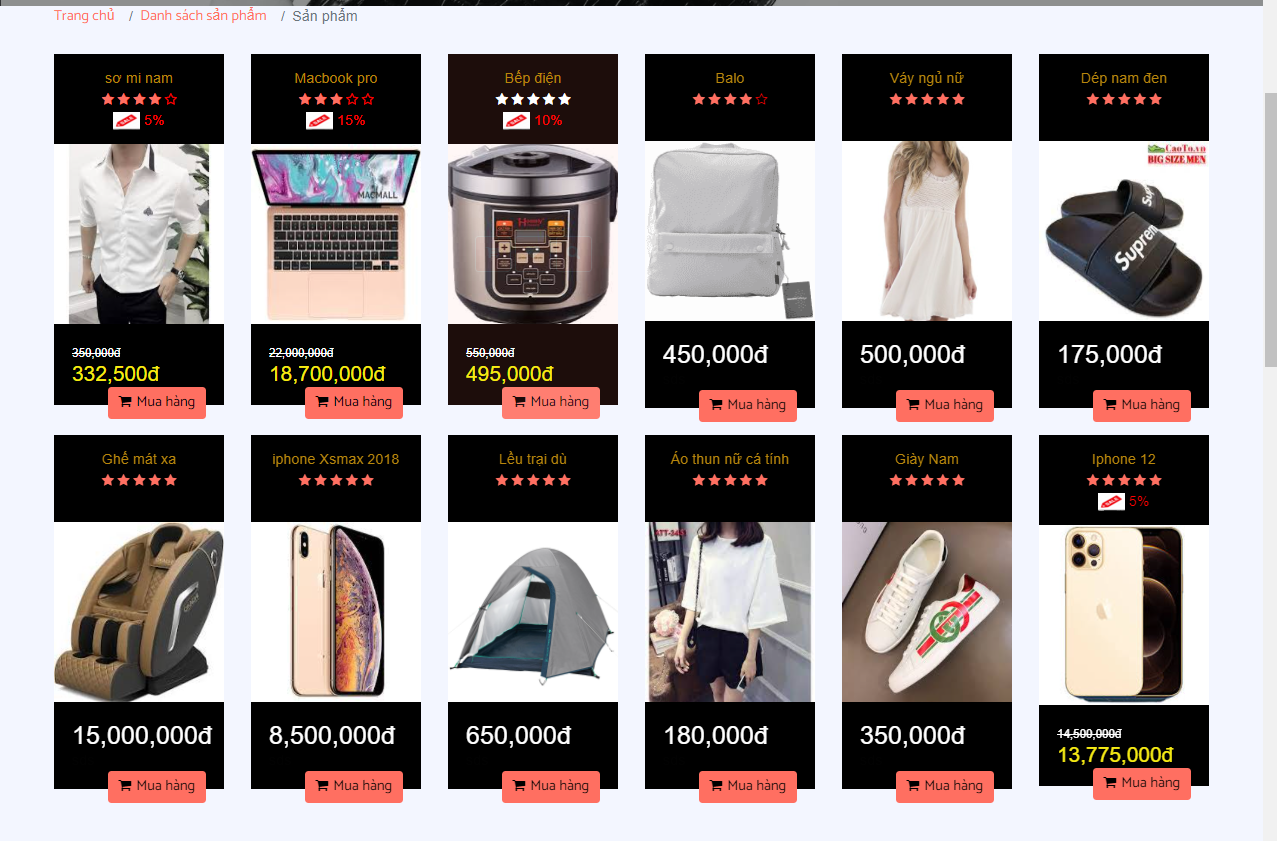 Trang chủ / Danh sách sản phẩm / Sản phẩm
sơ mi nam
5%
350,000đ
332,500đ
Mua hàng
Macbook pro
15%
MACMALL
22,000,000đ
18,700,000đ
Mua hàng
Bếp điện
10%
550,000đ
495,000đ
Mua hàng
Balo
450,000đ
Mua hàng
Váy ngủ nữ
500,000đ
Mua hàng
Dép nam đen
CaoTo.vn
BIG SIZE MEN
Suprem
500
175,000đ
Mua hàng
Ghế mát xa
15,000,000đ
Mua hàng
iphone Xsmax 2018
8,500,000đ
Mua hàng
Lều trại dù
650,000đ
Mua hàng
Áo thun nữ cá tính
180,000đ
Mua hàng
Giày Nam
350,000đ
Mua hàng
Iphone 12
5%
14,500,000đ
13,775,000đ
Mua hàng